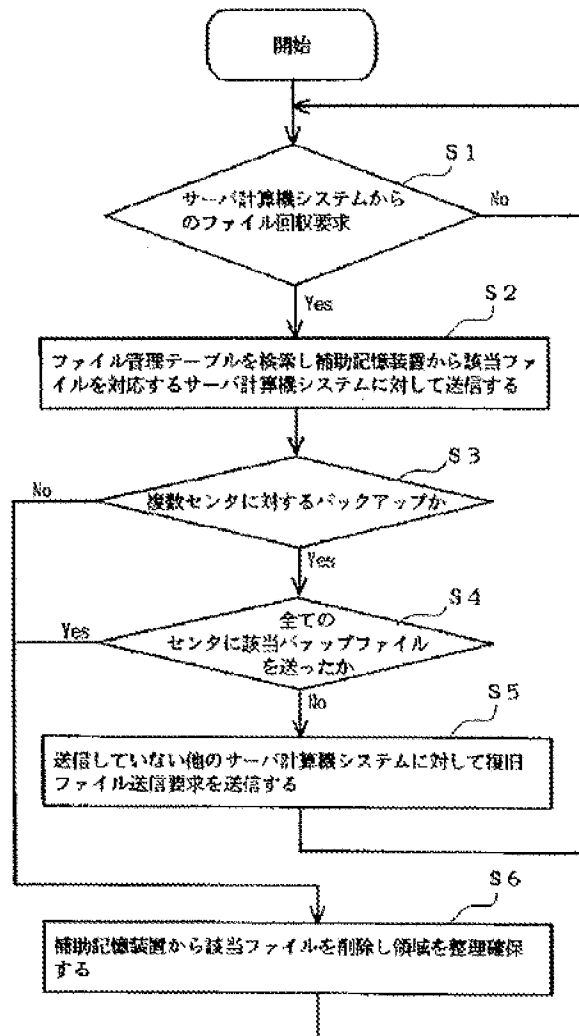 開始
S1
サーバ計算機システムから
のファイル回収要求
No
Yes
S2
ファイル管理テーブルを検索し補助記憶装置から該当ファ
イルを対応するサーバ計算機システムに対して送信する
S3
No
複数センタに対するバックアップか
Yes
S4
全ての
Yes
センタに該当バァップファイル
を送ったか
No
S5
送信していない他のサーバ計算機システムに対して復旧
ファイル送信要求を送信する
S6
補助記憶装置から該当ファイルを削除し領域を整理確保
する